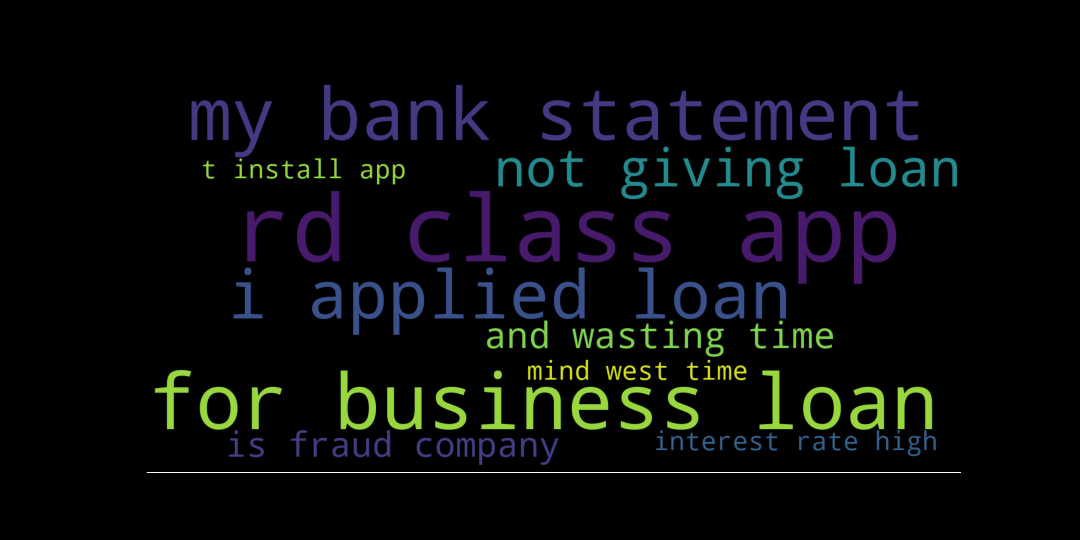 my bank statement
t install app
not giving loan
rd class app
i applied loan
and wasting time
mind west time
for business loan
is fraud company
interest rate high